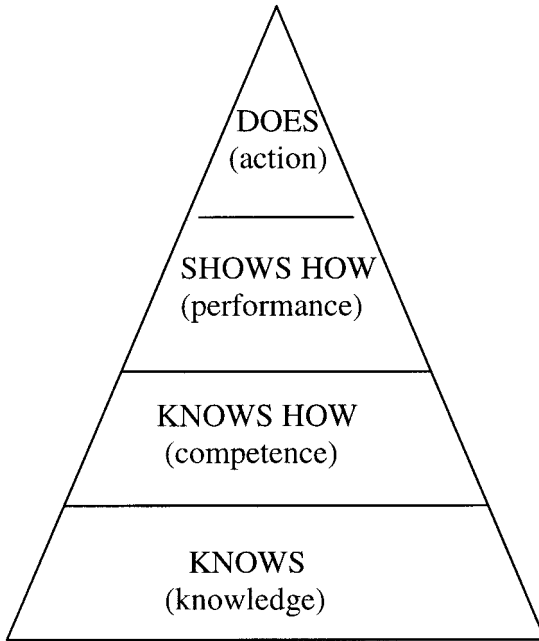 DOES
(action)
SHOWS HOW
(performance)
KNOWS HOW
(competence)
KNOWS
(knowledge)